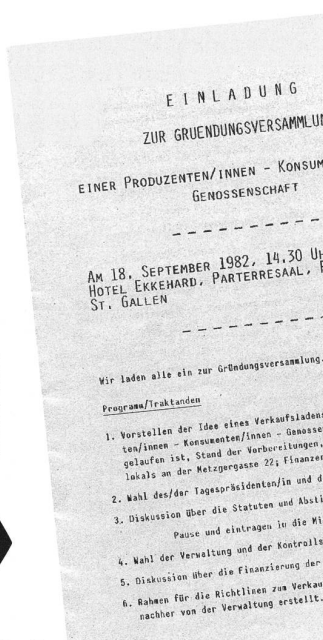 EINLADUNG
ZUR GRUENDUNGSVERSAMMLUN
EINER PRODUZENTEN/INNEN - KONSUM
GENOSSENSCHAFT
AM 18. SEPTEMBER 1982, 14.30 UH
HOTEL EKKEHARD, PARTERRESAAL,
ST. GALLEN
Wir laden alle ein zur Gründungsversammlung.
Programm/Traktanden
1. Vorstellen der Idee eines Verkaufsladens
ten/innen - Konsumenten/innen - Genosse
gelaufen ist, Stand der Vorbereitungen,
lokals an der Metzgergasse 22; Finanze
2. Wahl des/der Tagespräsidenten/in und d
3. Diskussion über die Statuten und Absti
Pause und eintragen in die Mi
4. Wahl der Verwaltung und der Kontrolls
5. Diskussion über die Finanzierung der
6. Rahmen für die Richtlinen zum Verkau
nachher von der Verwaltung erstellt.